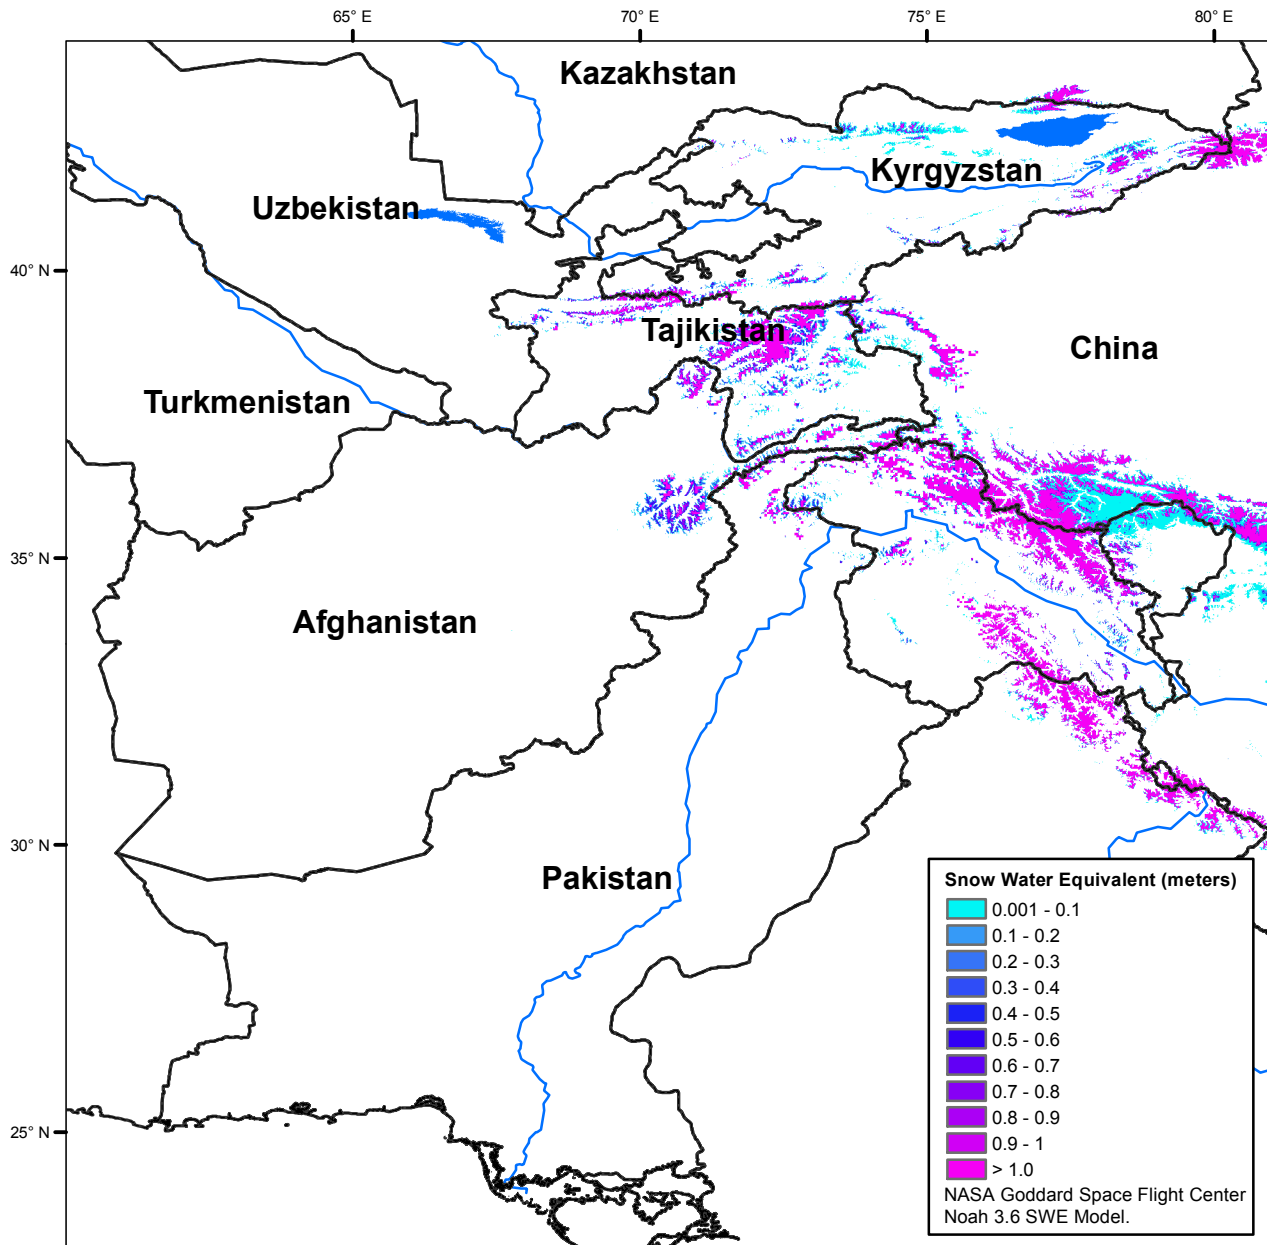 65° E
70° E
75° E
80° E
Kazakhstan
Kyrgyzstan
Uzbekistan
40° N
Tajikistan
China
Turkmenistan
35° N
Afghanistan
30° N
Pakistan
25° N
Snow Water Equivalent (meters)
0.001 - 0.1
0.1 - 0.2
0.2 - 0.3
0.3 - 0.4
0.4 - 0.5
0.5 - 0.6
0.6 - 0.7
0.7 - 0.8
0.8 - 0.9
0.9 - 1
> 1.0
NASA Goddard Space Flight Center
Noah 3.6 SWE Model.